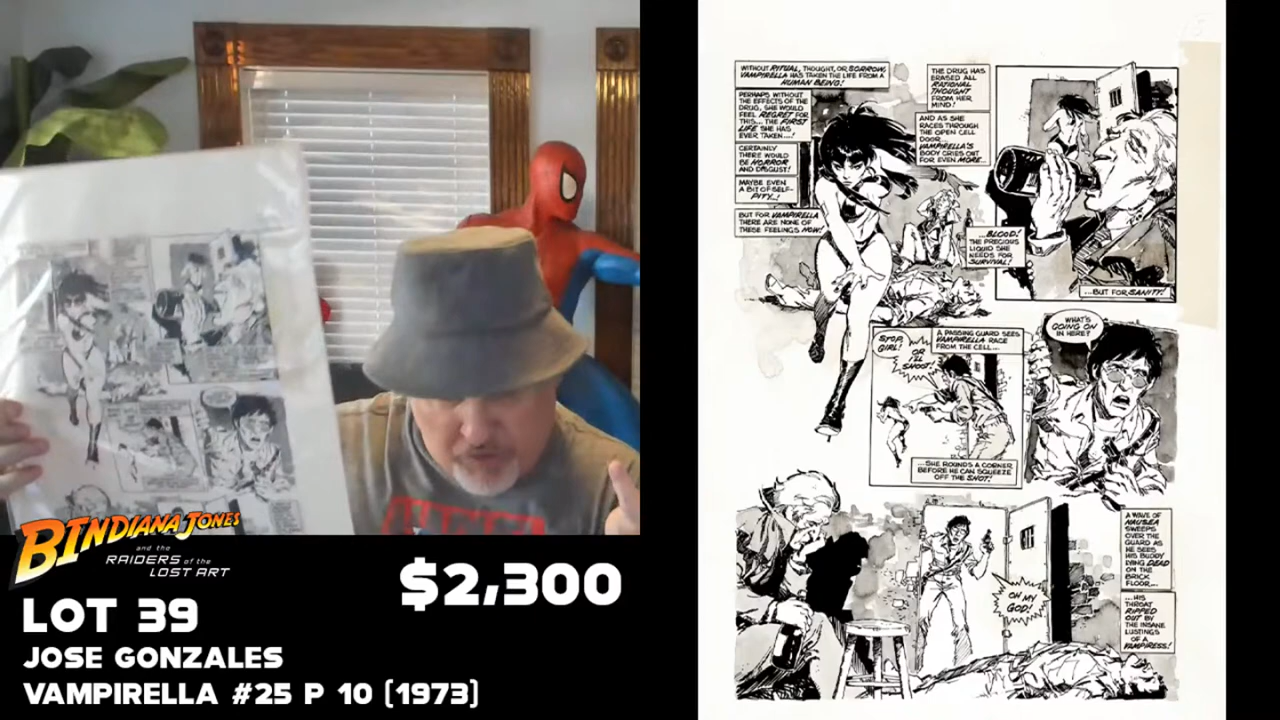 BINDIANA JONES
and the
RAIDERS of the
LOST ART
$2,300
LOT 39
JOSE GONZALES
VAMPIRELLA #25 P 10 (1973)
WITHOUT RITUAL, THOUGHT, OR SORROW,
VAMPIRELLA HAS TAKEN THE LIFE FROM A
HUMAN BEING!
PERHAPS WITHOUT
THE EFFECTS OF THE
DRUG, SHE WOULD
FEEL REGRET FOR
THIS... THE FIRST
LIFE SHE HAS
EVER TAKEN...!
CERTAINLY
THERE WOULD
BE HORROR
AND DISGUST!
MAYBE EVEN
A BIT OF SELF-
PITY...!
BUT FOR VAMPIRELLA
THERE ARE NONE OF
THESE FEELINGS NOW!
THE DRUG HAS
ERASED ALL
RATIONAL
THOUGHT
FROM HER
MIND!
AND AS SHE
RACES THROUGH
THE OPEN CELL
DOOR...
VAMPIRELLA'S
BODY CRIES OUT
FOR EVEN MORE...
...BLOOD!
THE PRECIOUS
LIQUID SHE
NEEDS FOR
SURVIVAL!
...BUT FOR SANITY!
STOP,
GIRL!
OR
I'LL
SHOOT!
A PASSING GUARD SEES
VAMPIRELLA RACE
FROM THE CELL...
...SHE ROUNDS A CORNER
BEFORE HE CAN SQUEEZE
OFF THE SHOT!
WHAT'S
GOING ON
IN HERE?
OH MY
GOD!
A WAVE OF
NAUSEA
SWEEPS
OVER THE
GUARD AS
HE SEES
HIS BUDDY
LYING DEAD
ON THE
BRICK
FLOOR...
...HIS
THROAT
RIPPED
OUT BY
THE INSANE
LUSTINGS
OF A
VAMPIRESS!